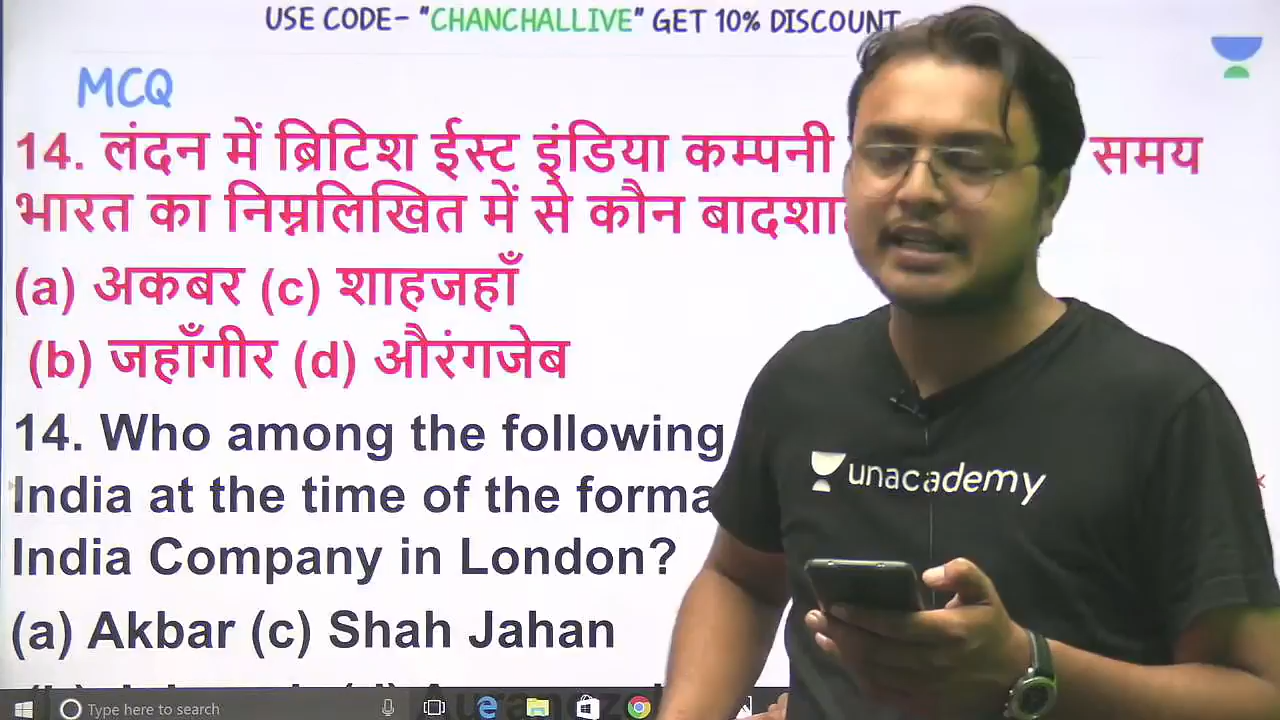 USE CODE- "CHANCHALLIVE" GET 10% DISCOUNT
MCQ
14. लंदन में ब्रिटिश ईस्ट इंडिया कम्पनी समय
भारत का निम्नलिखित में से कौन
(a) अकबर (c) शाहजहाँ
(b) जहाँगीर (d) औरंगजेब
14. Who among the following
India at the time of the
India Company in London?
(a) Akbar (c) Shah Jahan
unacademy
Type here to search